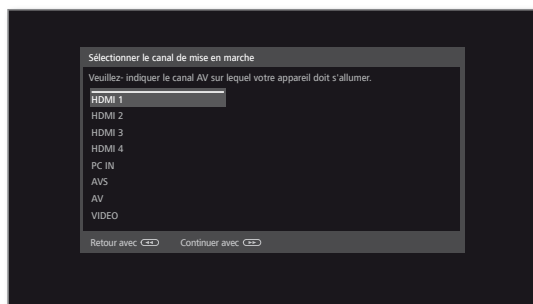 Sélectionner le canal de mise en marche
Veuillez- indiquer le canal AV sur lequel votre appareil doit s'allumer.
HDMI 1
HDMI 2
HDMI 3
HDMI 4
PC IN
AVS
AV
VIDEO
Retour avec Continuer avec